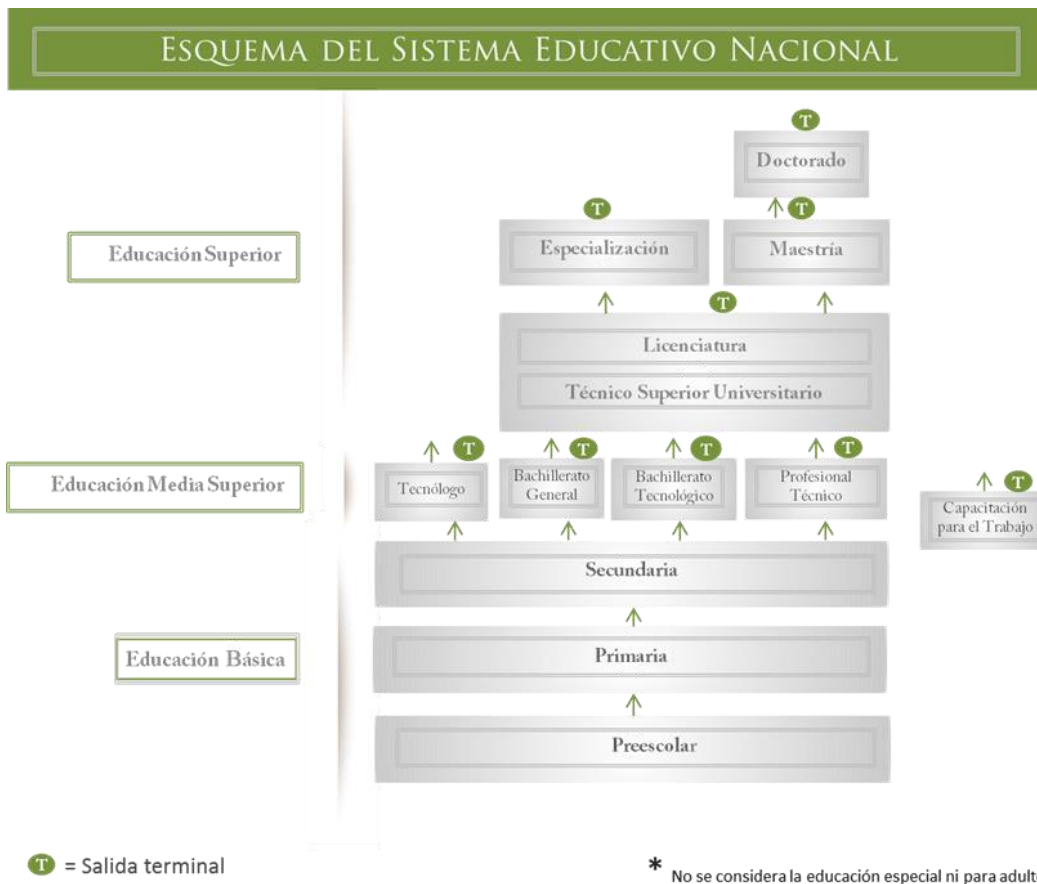 ESQUEMA DEL SISTEMA EDUCATIVO NACIONAL
T
Doctorado
T
T
Educación Superior
Especialización
Maestría
T
Licenciatura
Técnico Superior Universitario
T
T
T
T
Educación Media Superior
Tecnólogo
Bachillerato
General
Bachillerato
Tecnológico
Profesional
Técnico
T
Capacitación
para el Trabajo
Secundaria
Educación Básica
Primaria
Preescolar
T = Salida terminal
* No se considera la educación especial ni para